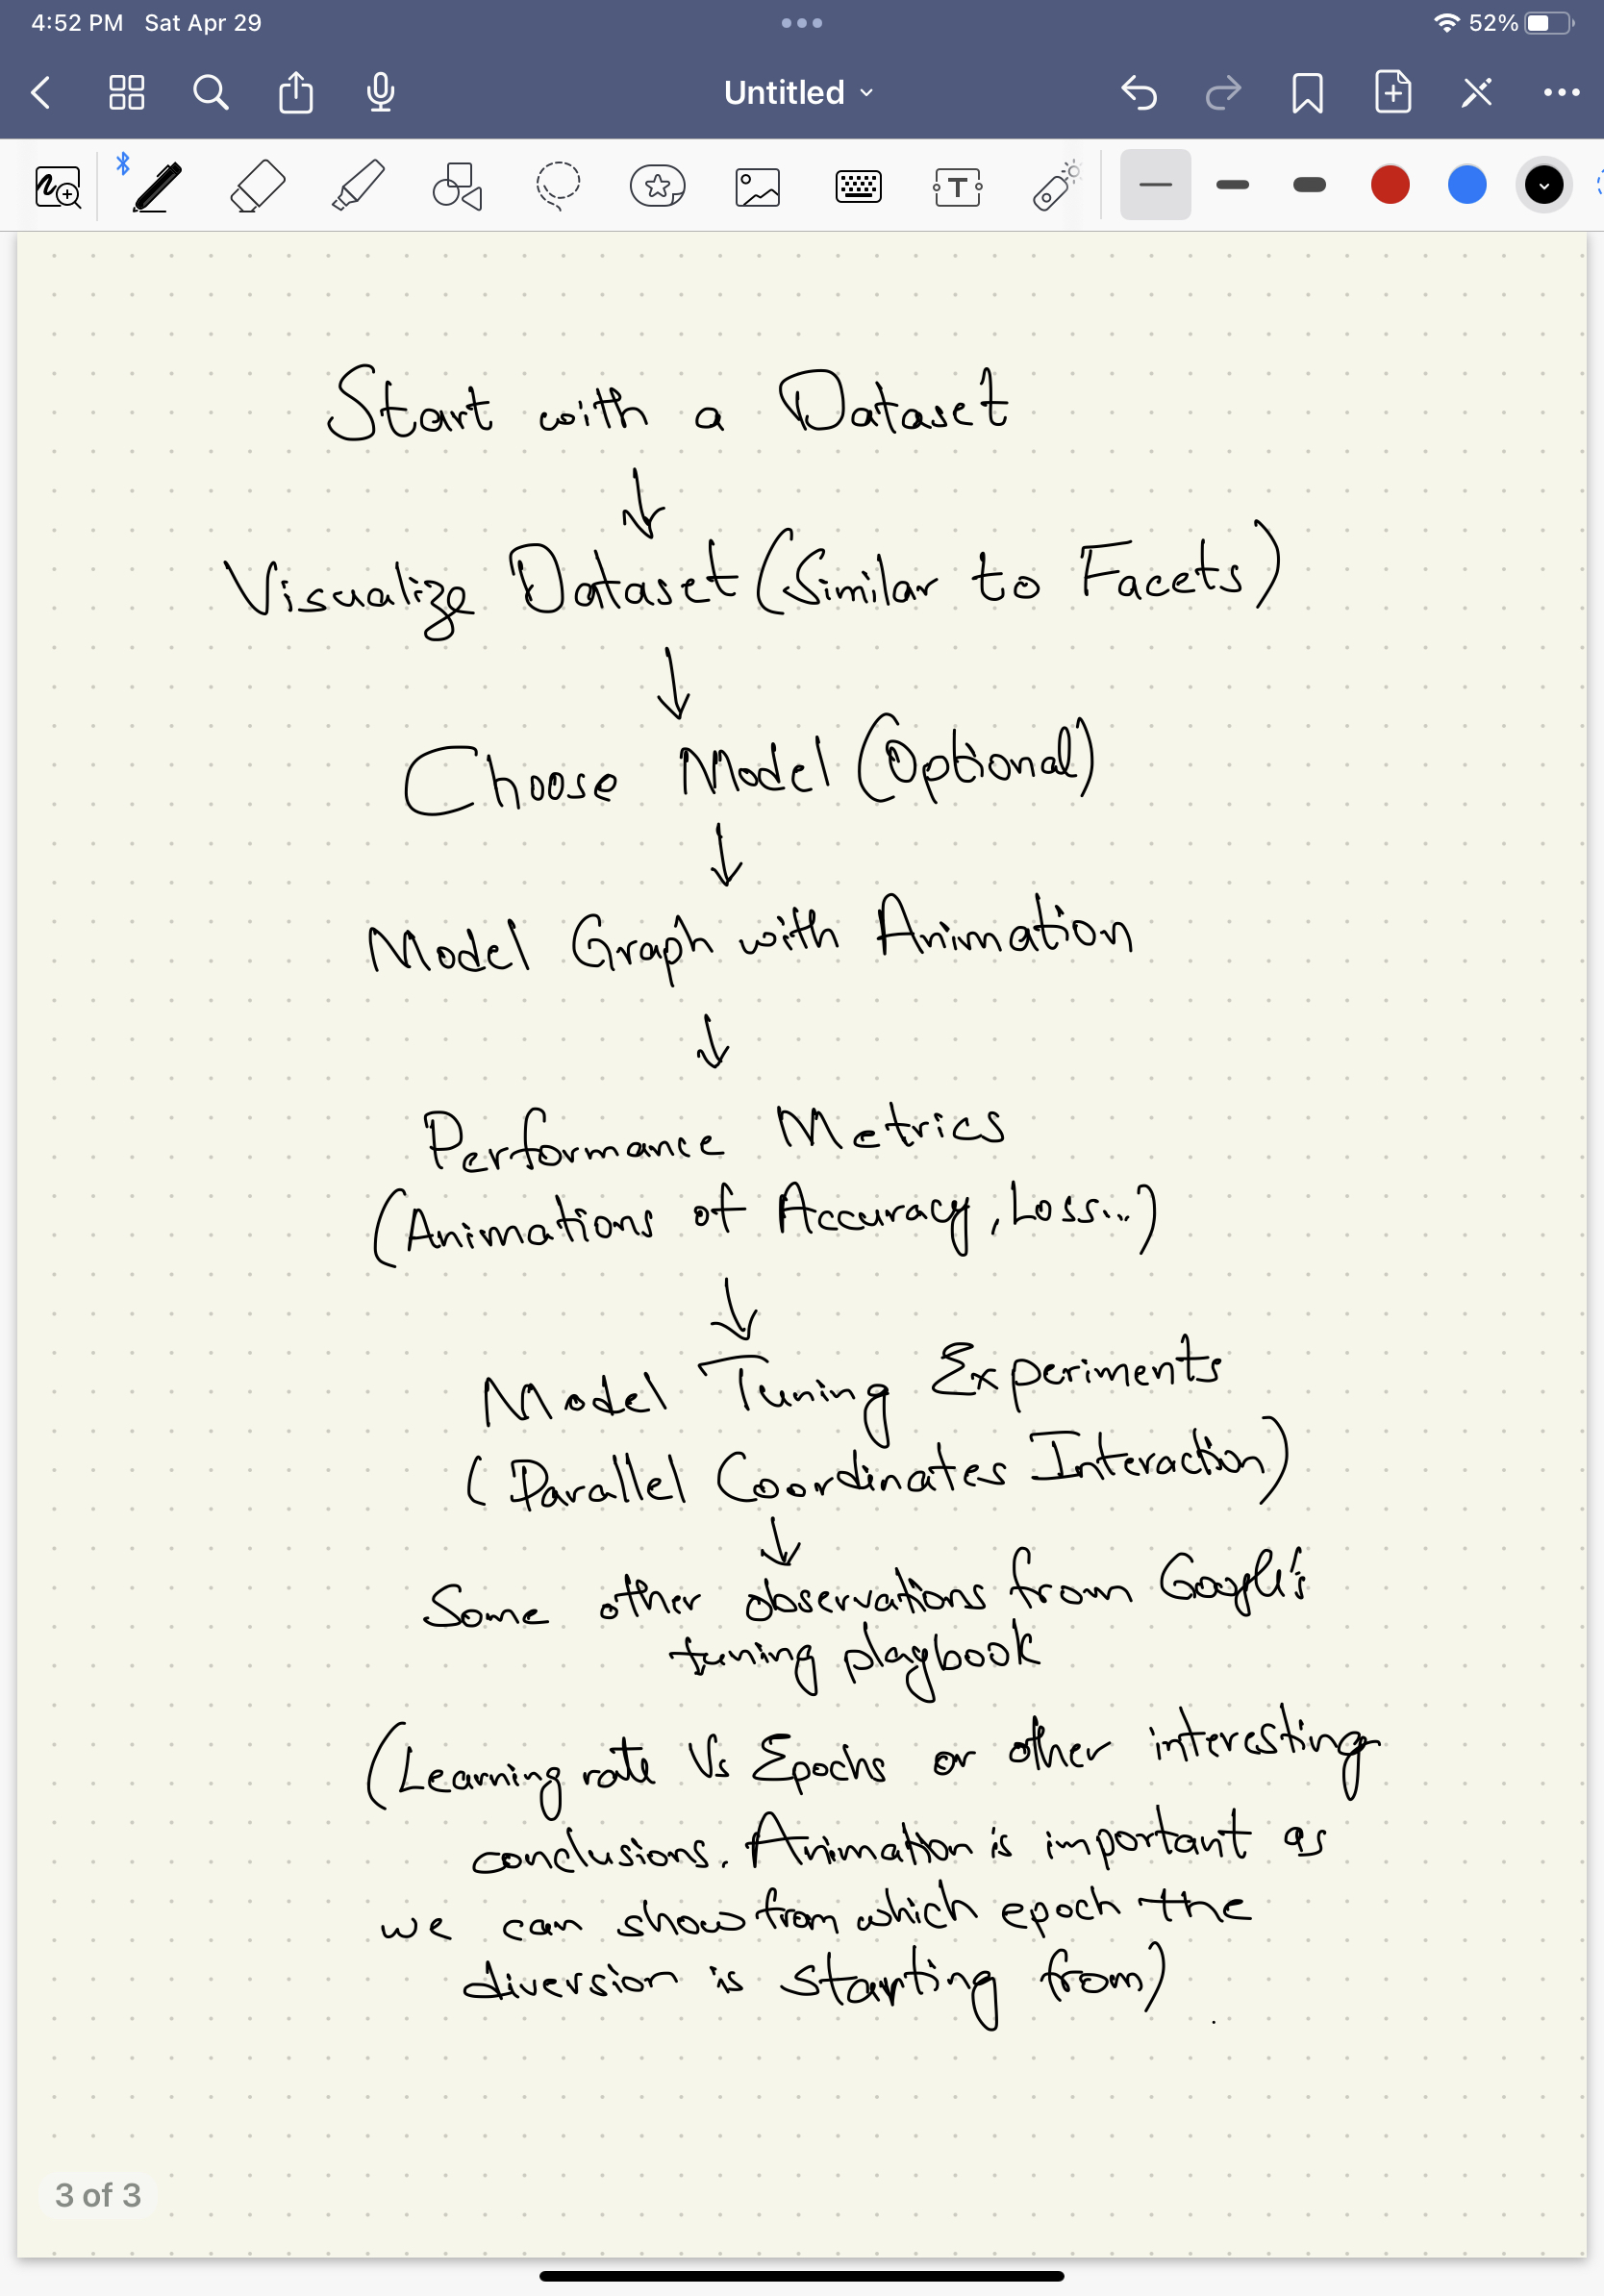 4:52 PM Sat Apr 29
52%
Untitled
T
Start with a Dataset
↓
Visualize Dataset (Similar to Facets)
↓
Choose Model (Optional)
↓
Model Graph with Animation
↓
Performance Metrics
(Animations of Accuracy, Loss...)
↓
Model Tuning Experiments
(Parallel Coordinates Interaction)
↓
Some other observations from Google's
tuning playbook
(Learning rate Vs Epochs or other interesting
conclusions. Animation is important as
we can show from which epoch the
diversion is starting from)
3 of 3